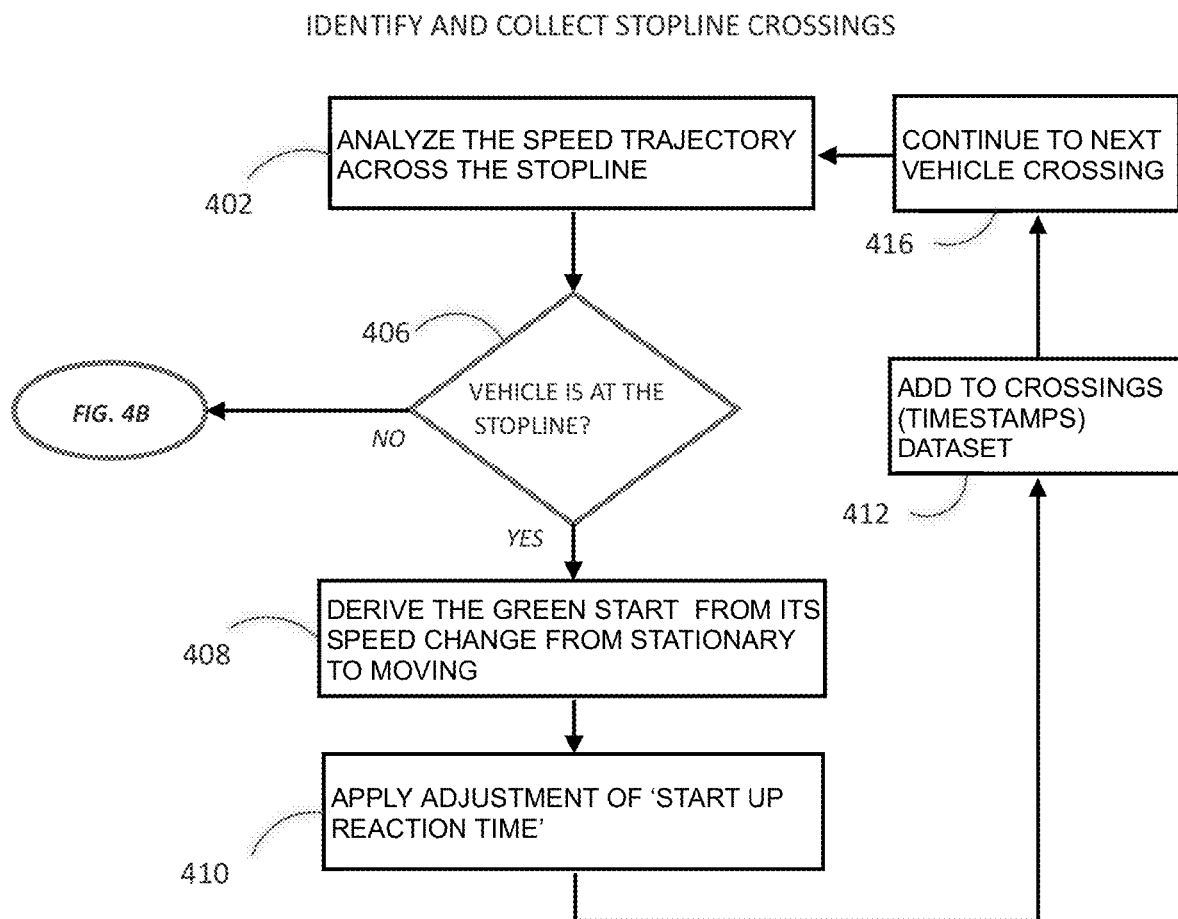 IDENTIFY AND COLLECT STOPLINE CROSSINGS
ANALYZE THE SPEED TRAJECTORY
ACROSS THE STOPLINE
402
CONTINUE TO NEXT
VEHICLE CROSSING
416
406
VEHICLE IS AT THE
STOPLINE?
FIG. 4B
NO
YES
ADD TO CROSSINGS
(TIMESTAMPS)
DATASET
412
DERIVE THE GREEN START FROM ITS
SPEED CHANGE FROM STATIONARY
TO MOVING
408
APPLY ADJUSTMENT OF ‘START UP
REACTION TIME’
410